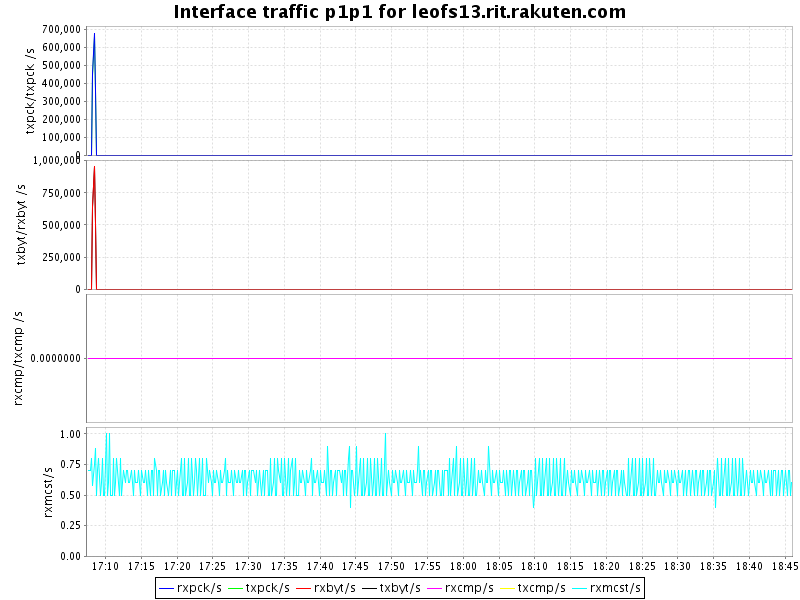 Interface traffic p1p1 for leofs13.rit.rakuten.com
txpck/txpck /s
700,000
600,000
500,000
400,000
300,000
200,000
100,000
0
txbyt/rxbyt /s
1,000,000
750,000
500,000
250,000
0
rxcmp/txcmp /s
0.0000000
rxmcst/s
1.00
0.75
0.50
0.25
0.00
17:10 17:15 17:20 17:25 17:30 17:35 17:40 17:45 17:50 17:55 18:00 18:05 18:10 18:15 18:20 18:25 18:30 18:35 18:40 18:45
rxpck/s txpck/s rxbyt/s txbyt/s rxcmp/s txcmp/s rxmcst/s